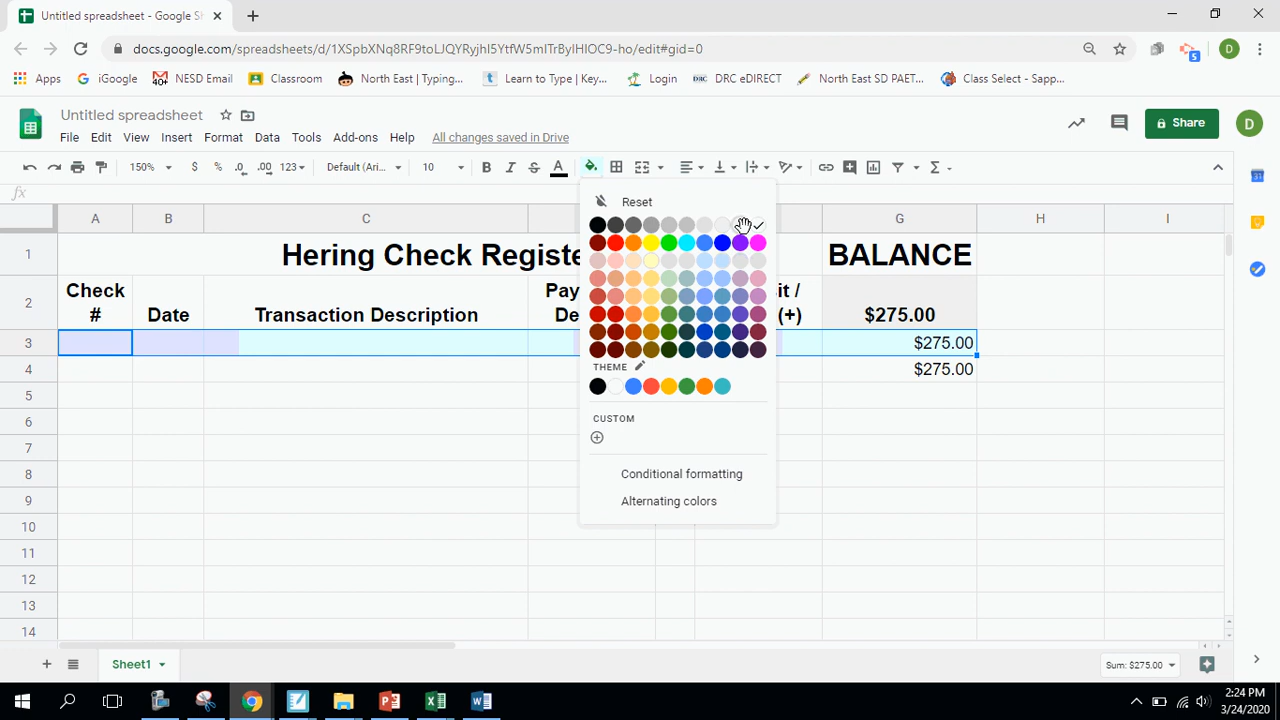 Untitled spreadsheet - Google Sh
docs.google.com/spreadsheets/d/1XSpbXNq8RF9toLJQYRyjhI5YtfW5mITrBylHIOC9-ho/edit#gid=0
Apps iGoogle NESD Email Classroom North East | Typing... Learn to Type | Key... Login DRC eDIRECT North East SD PAET... Class Select - Sapp...
Untitled spreadsheet
File Edit View Insert Format Data Tools Add-ons Help All changes saved in Drive
Share
D
150% $ % .0 .00 123 Default (Ari... 10 B I S A
fx
Reset
A B C G H I
1 Hering Check Registe BALANCE
2 Check # Date Transaction Description Pay De it / (+) $275.00
3 $275.00
4 $275.00
5
6
7
8
9
10
11
12
13
14
THEME
CUSTOM
Conditional formatting
Alternating colors
Sheet1
Sum: $275.00
2:24 PM
3/24/2020